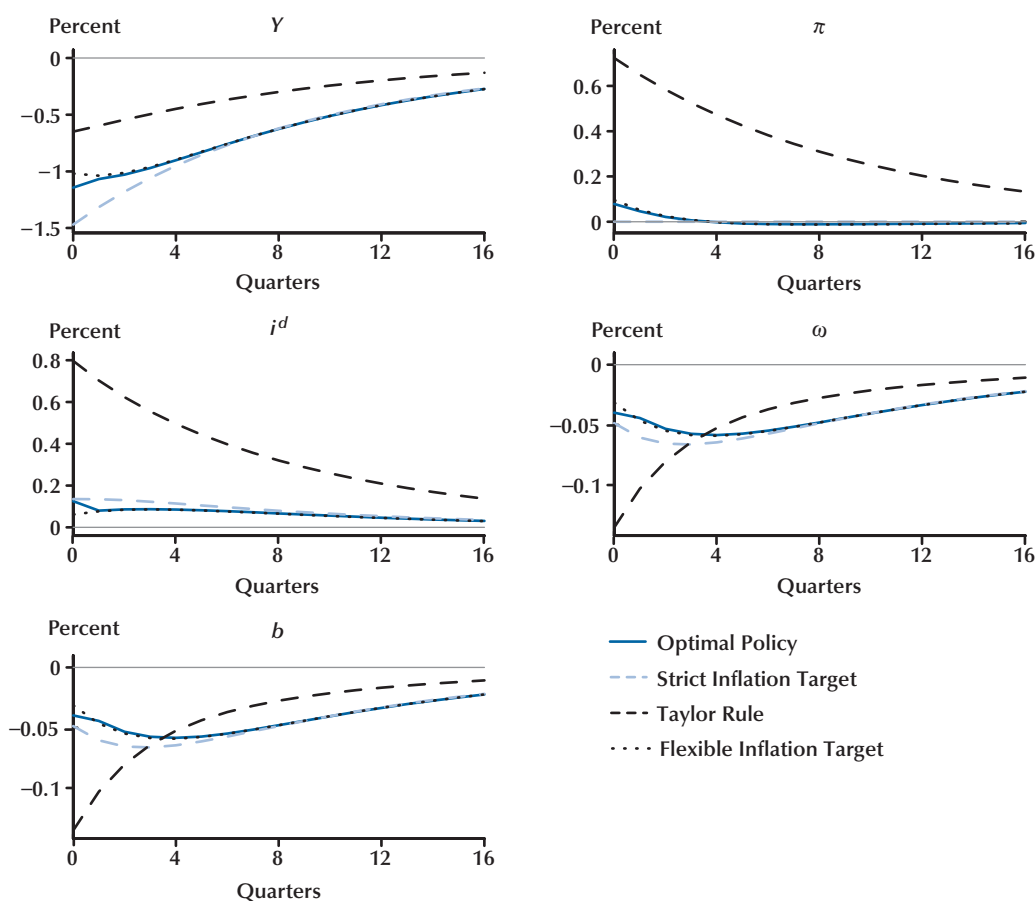 Percent Y
0
−0.5
−1
−1.5
0 4 8 12 16
Quarters
Percent π
0.6
0.4
0.2
0
0 4 8 12 16
Quarters
Percent i^d
0.8
0.6
0.4
0.2
0
0 4 8 12 16
Quarters
Percent ω
0
−0.05
−0.1
0 4 8 12 16
Quarters
Percent b
0
−0.05
−0.1
0 4 8 12 16
Quarters
Optimal Policy
Strict Inflation Target
Taylor Rule
Flexible Inflation Target